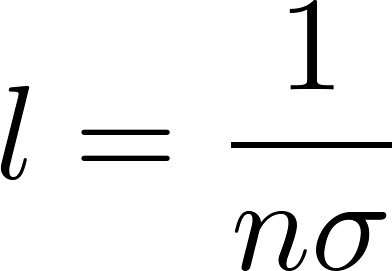 l = 1/nσ